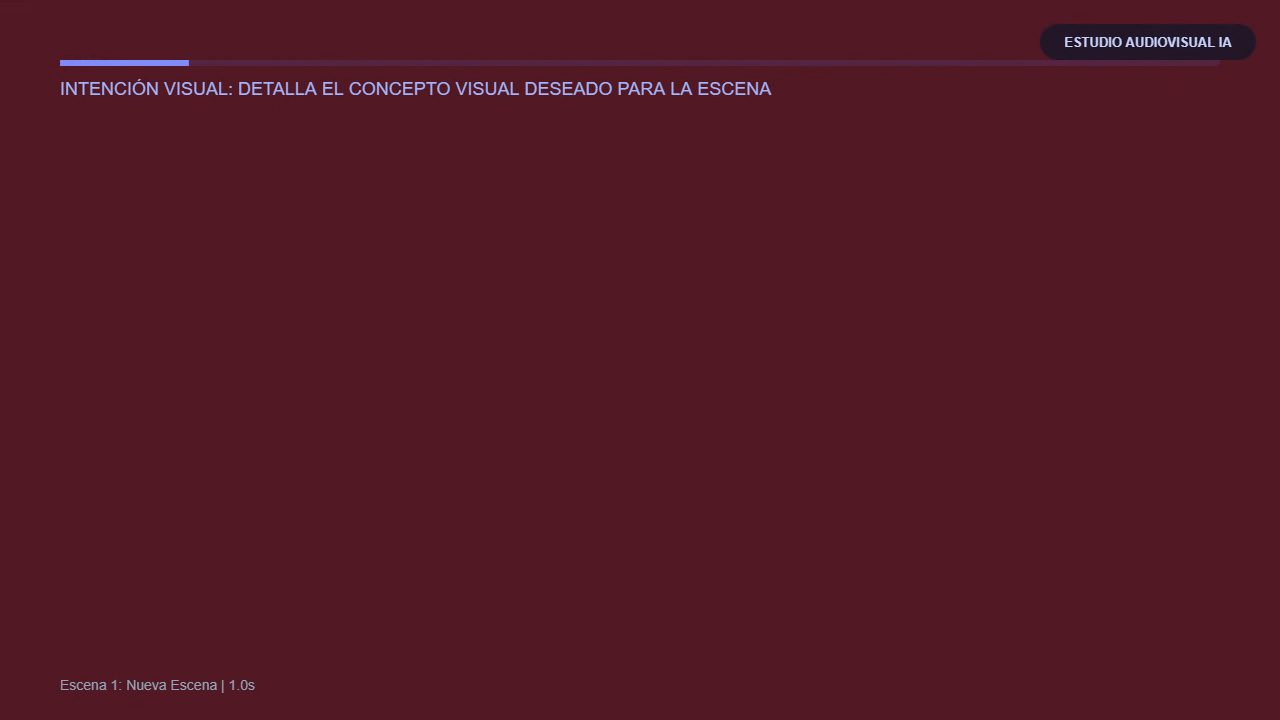 ESTUDIO AUDIOVISUAL IA
INTENCIÓN VISUAL: DETALLA EL CONCEPTO VISUAL DESEADO PARA LA ESCENA
Escena 1: Nueva Escena | 1.0s